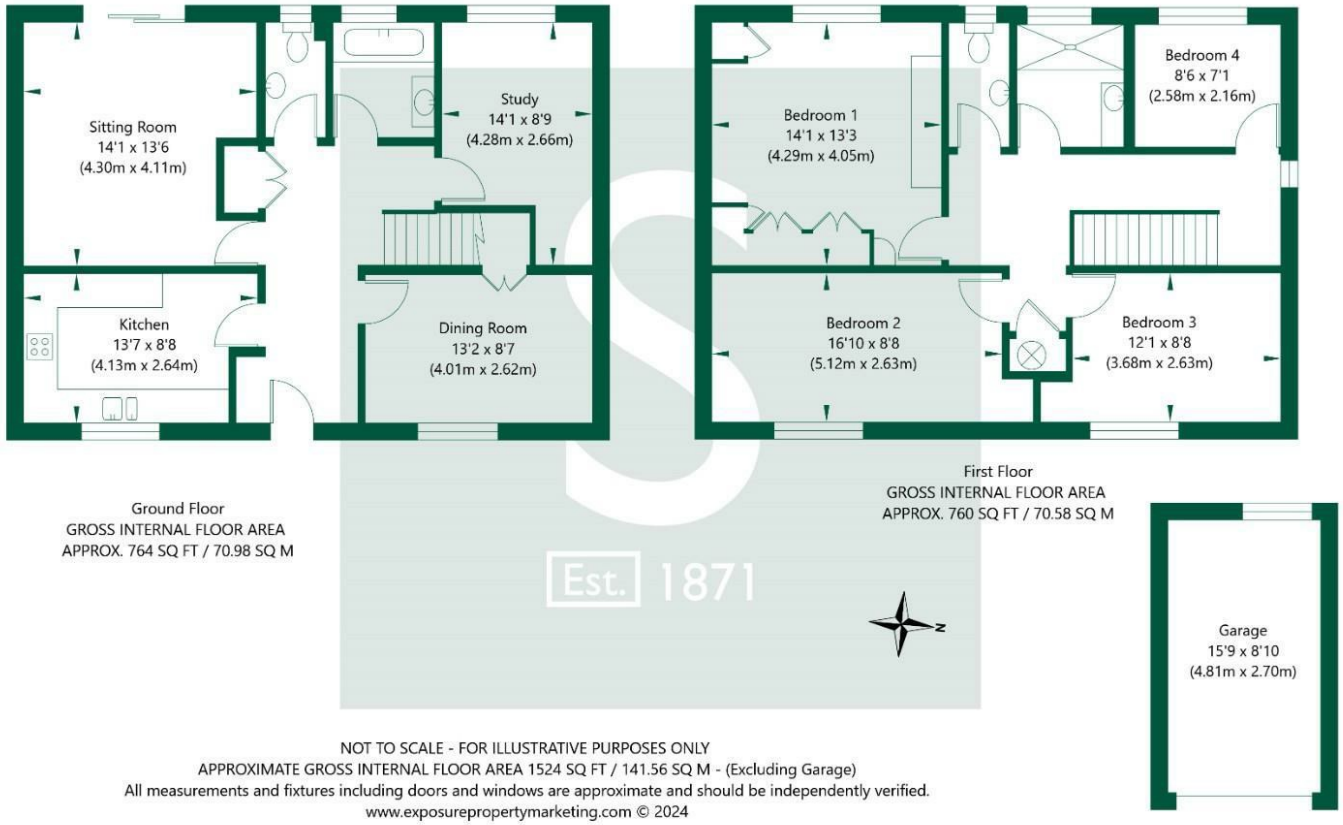 Sitting Room
14'1 x 13'6
(4.30m x 4.11m)
Study
14'1 x 8'9
(4.28m x 2.66m)
Kitchen
13'7 x 8'8
(4.13m x 2.64m)
Dining Room
13'2 x 8'7
(4.01m x 2.62m)
Ground Floor
GROSS INTERNAL FLOOR AREA
APPROX. 764 SQ FT / 70.98 SQ M
Bedroom 1
14'1 x 13'3
(4.29m x 4.05m)
Bedroom 4
8'6 x 7'1
(2.58m x 2.16m)
Bedroom 2
16'10 x 8'8
(5.12m x 2.63m)
Bedroom 3
12'1 x 8'8
(3.68m x 2.63m)
First Floor
GROSS INTERNAL FLOOR AREA
APPROX. 760 SQ FT / 70.58 SQ M
S
Est. 1871
N
Garage
15'9 x 8'10
(4.81m x 2.70m)
NOT TO SCALE - FOR ILLUSTRATIVE PURPOSES ONLY
APPROXIMATE GROSS INTERNAL FLOOR AREA 1524 SQ FT / 141.56 SQ M - (Excluding Garage)
All measurements and fixtures including doors and windows are approximate and should be independently verified.
www.exposurepropertymarketing.com © 2024